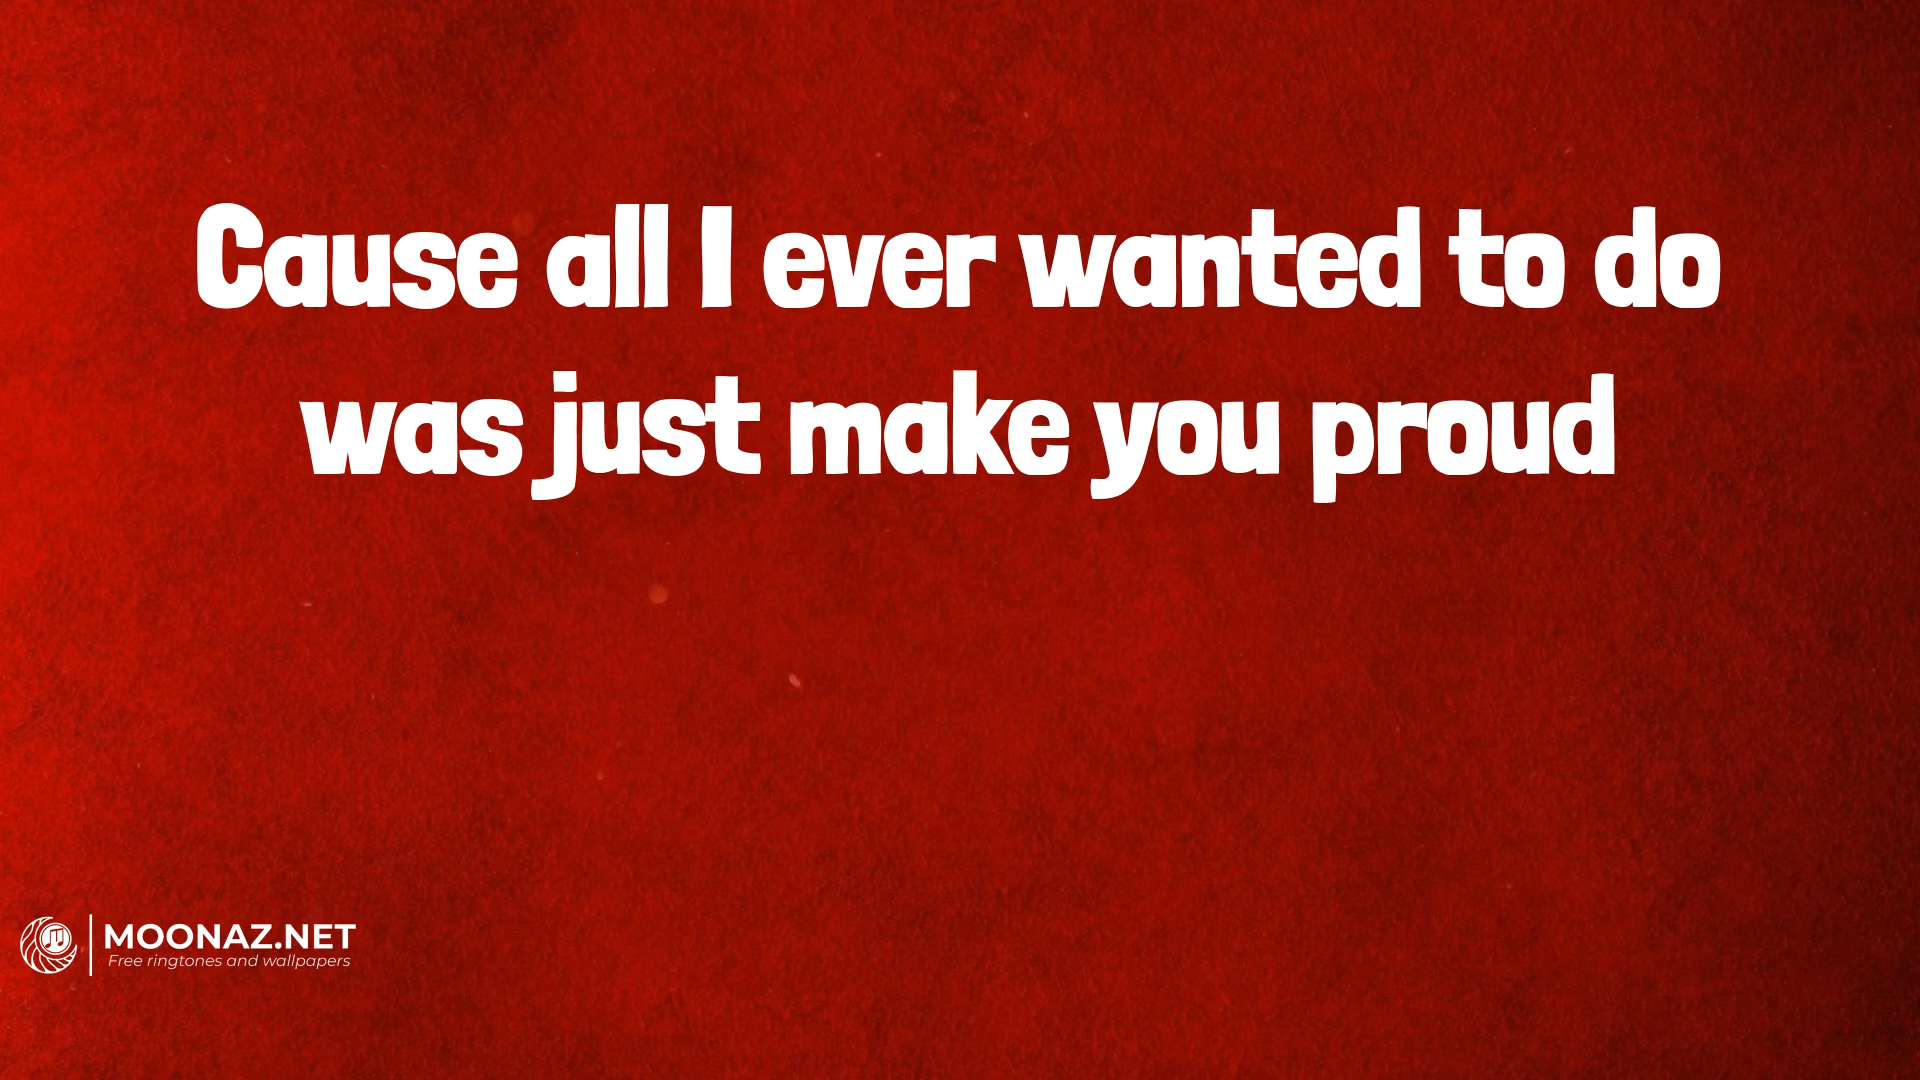 Cause all I ever wanted to do
was just make you proud
MOONAZ.NET
Free ringtones and wallpapers